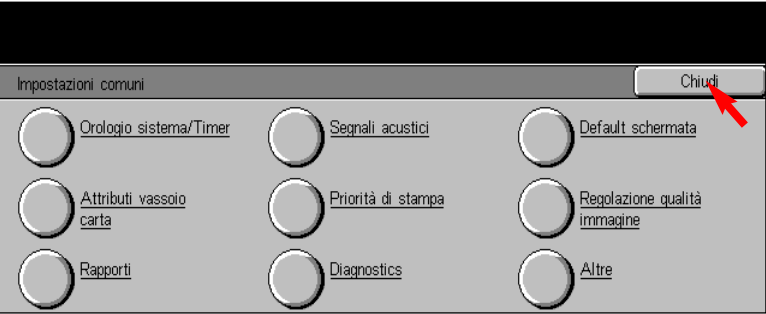 Impostazioni comuni
Chiudi
Orologio sistema/Timer
Segnali acustici
Default schermata
Attributi vassoio
carta
Priorità di stampa
Regolazione qualità
immagine
Rapporti
Diagnostics
Altre